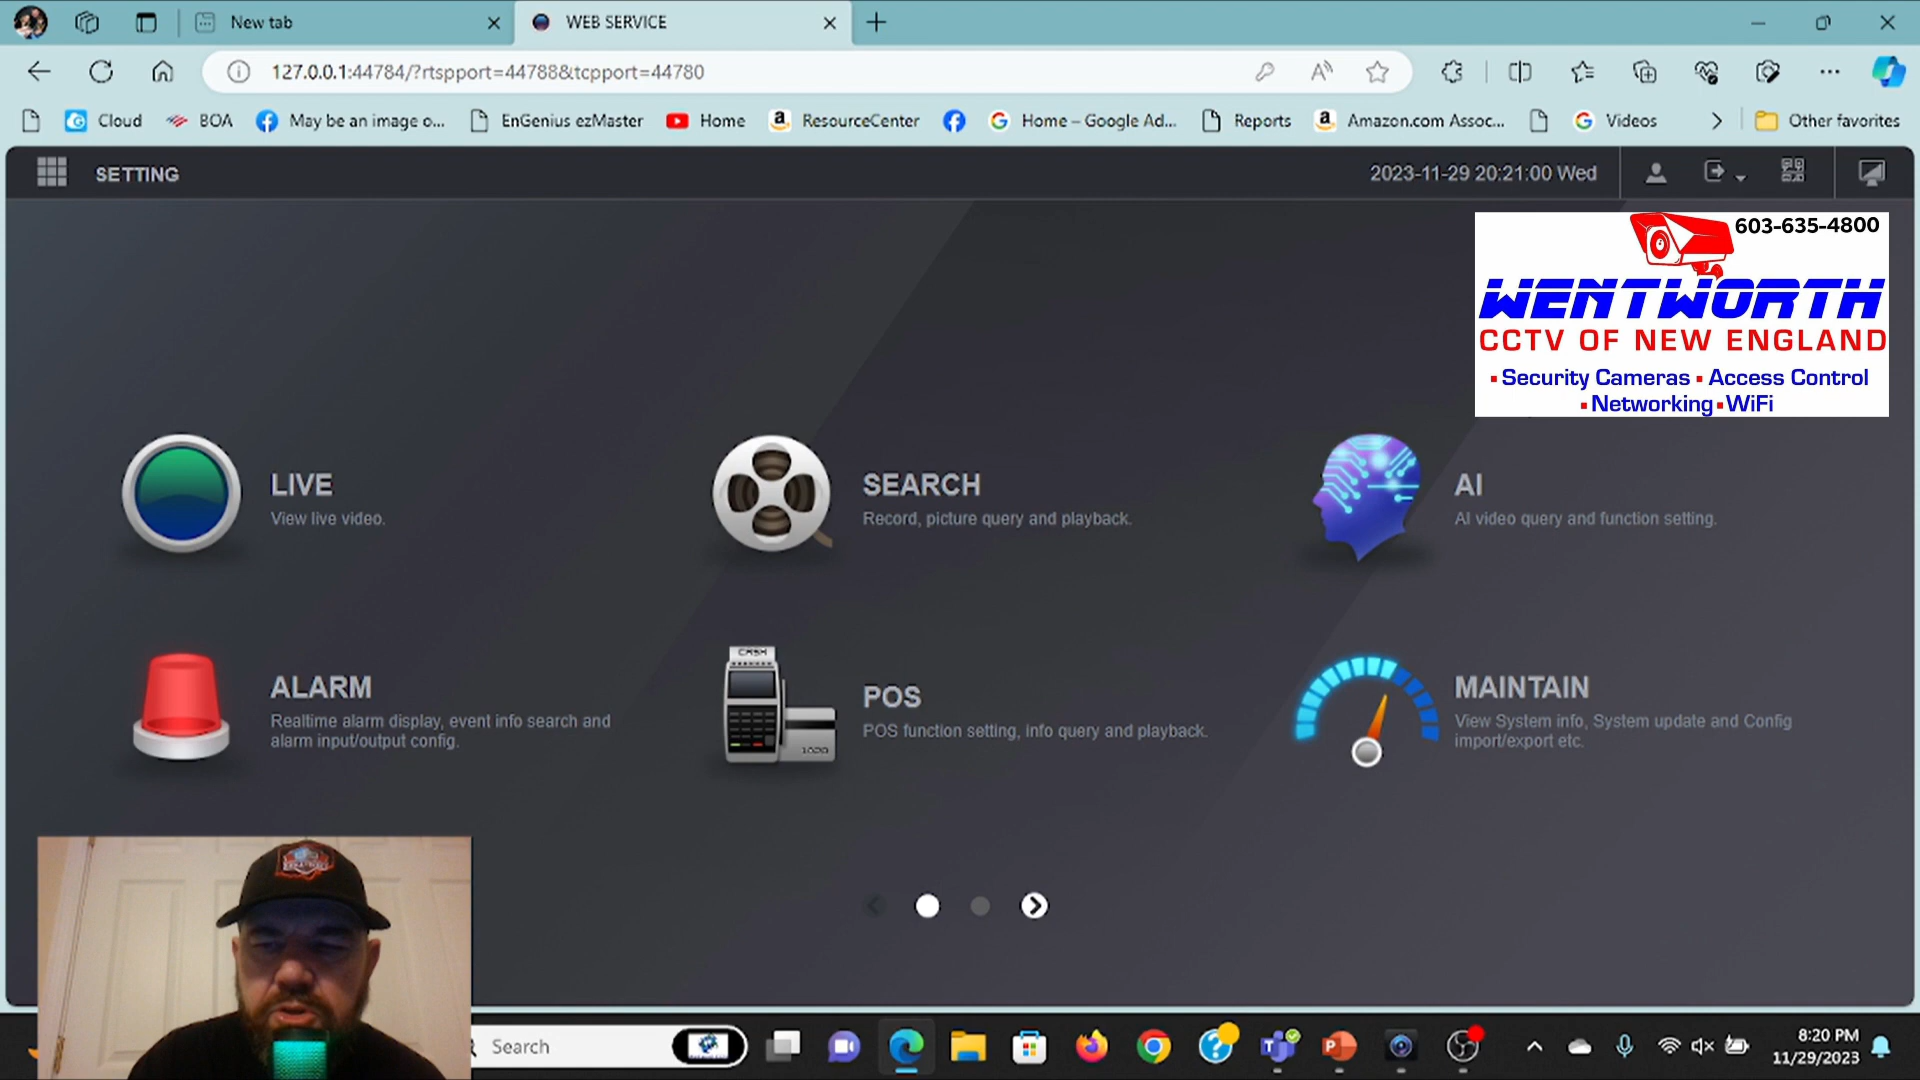 New tab
WEB SERVICE
127.0.0.1:44784/?rtspport=44788&tcpport=44780
Cloud
BOA
May be an image o...
EnGenius ezMaster
Home
ResourceCenter
Home – Google Ad...
Reports
Amazon.com Assoc...
Videos
Other favorites
SETTING
2023-11-29 20:21:00 Wed
603-635-4800
WENTWORTH
CCTV OF NEW ENGLAND
▪ Security Cameras ▪ Access Control
▪ Networking ▪ WiFi
LIVE
View live video.
SEARCH
Record, picture query and playback.
AI
AI video query and function setting.
ALARM
Realtime alarm display, event info search and
alarm input/output config.
CASH
POS
POS function setting, info query and playback.
MAINTAIN
View System info, System update and Config
import/export etc.
Search
8:20 PM
11/29/2023